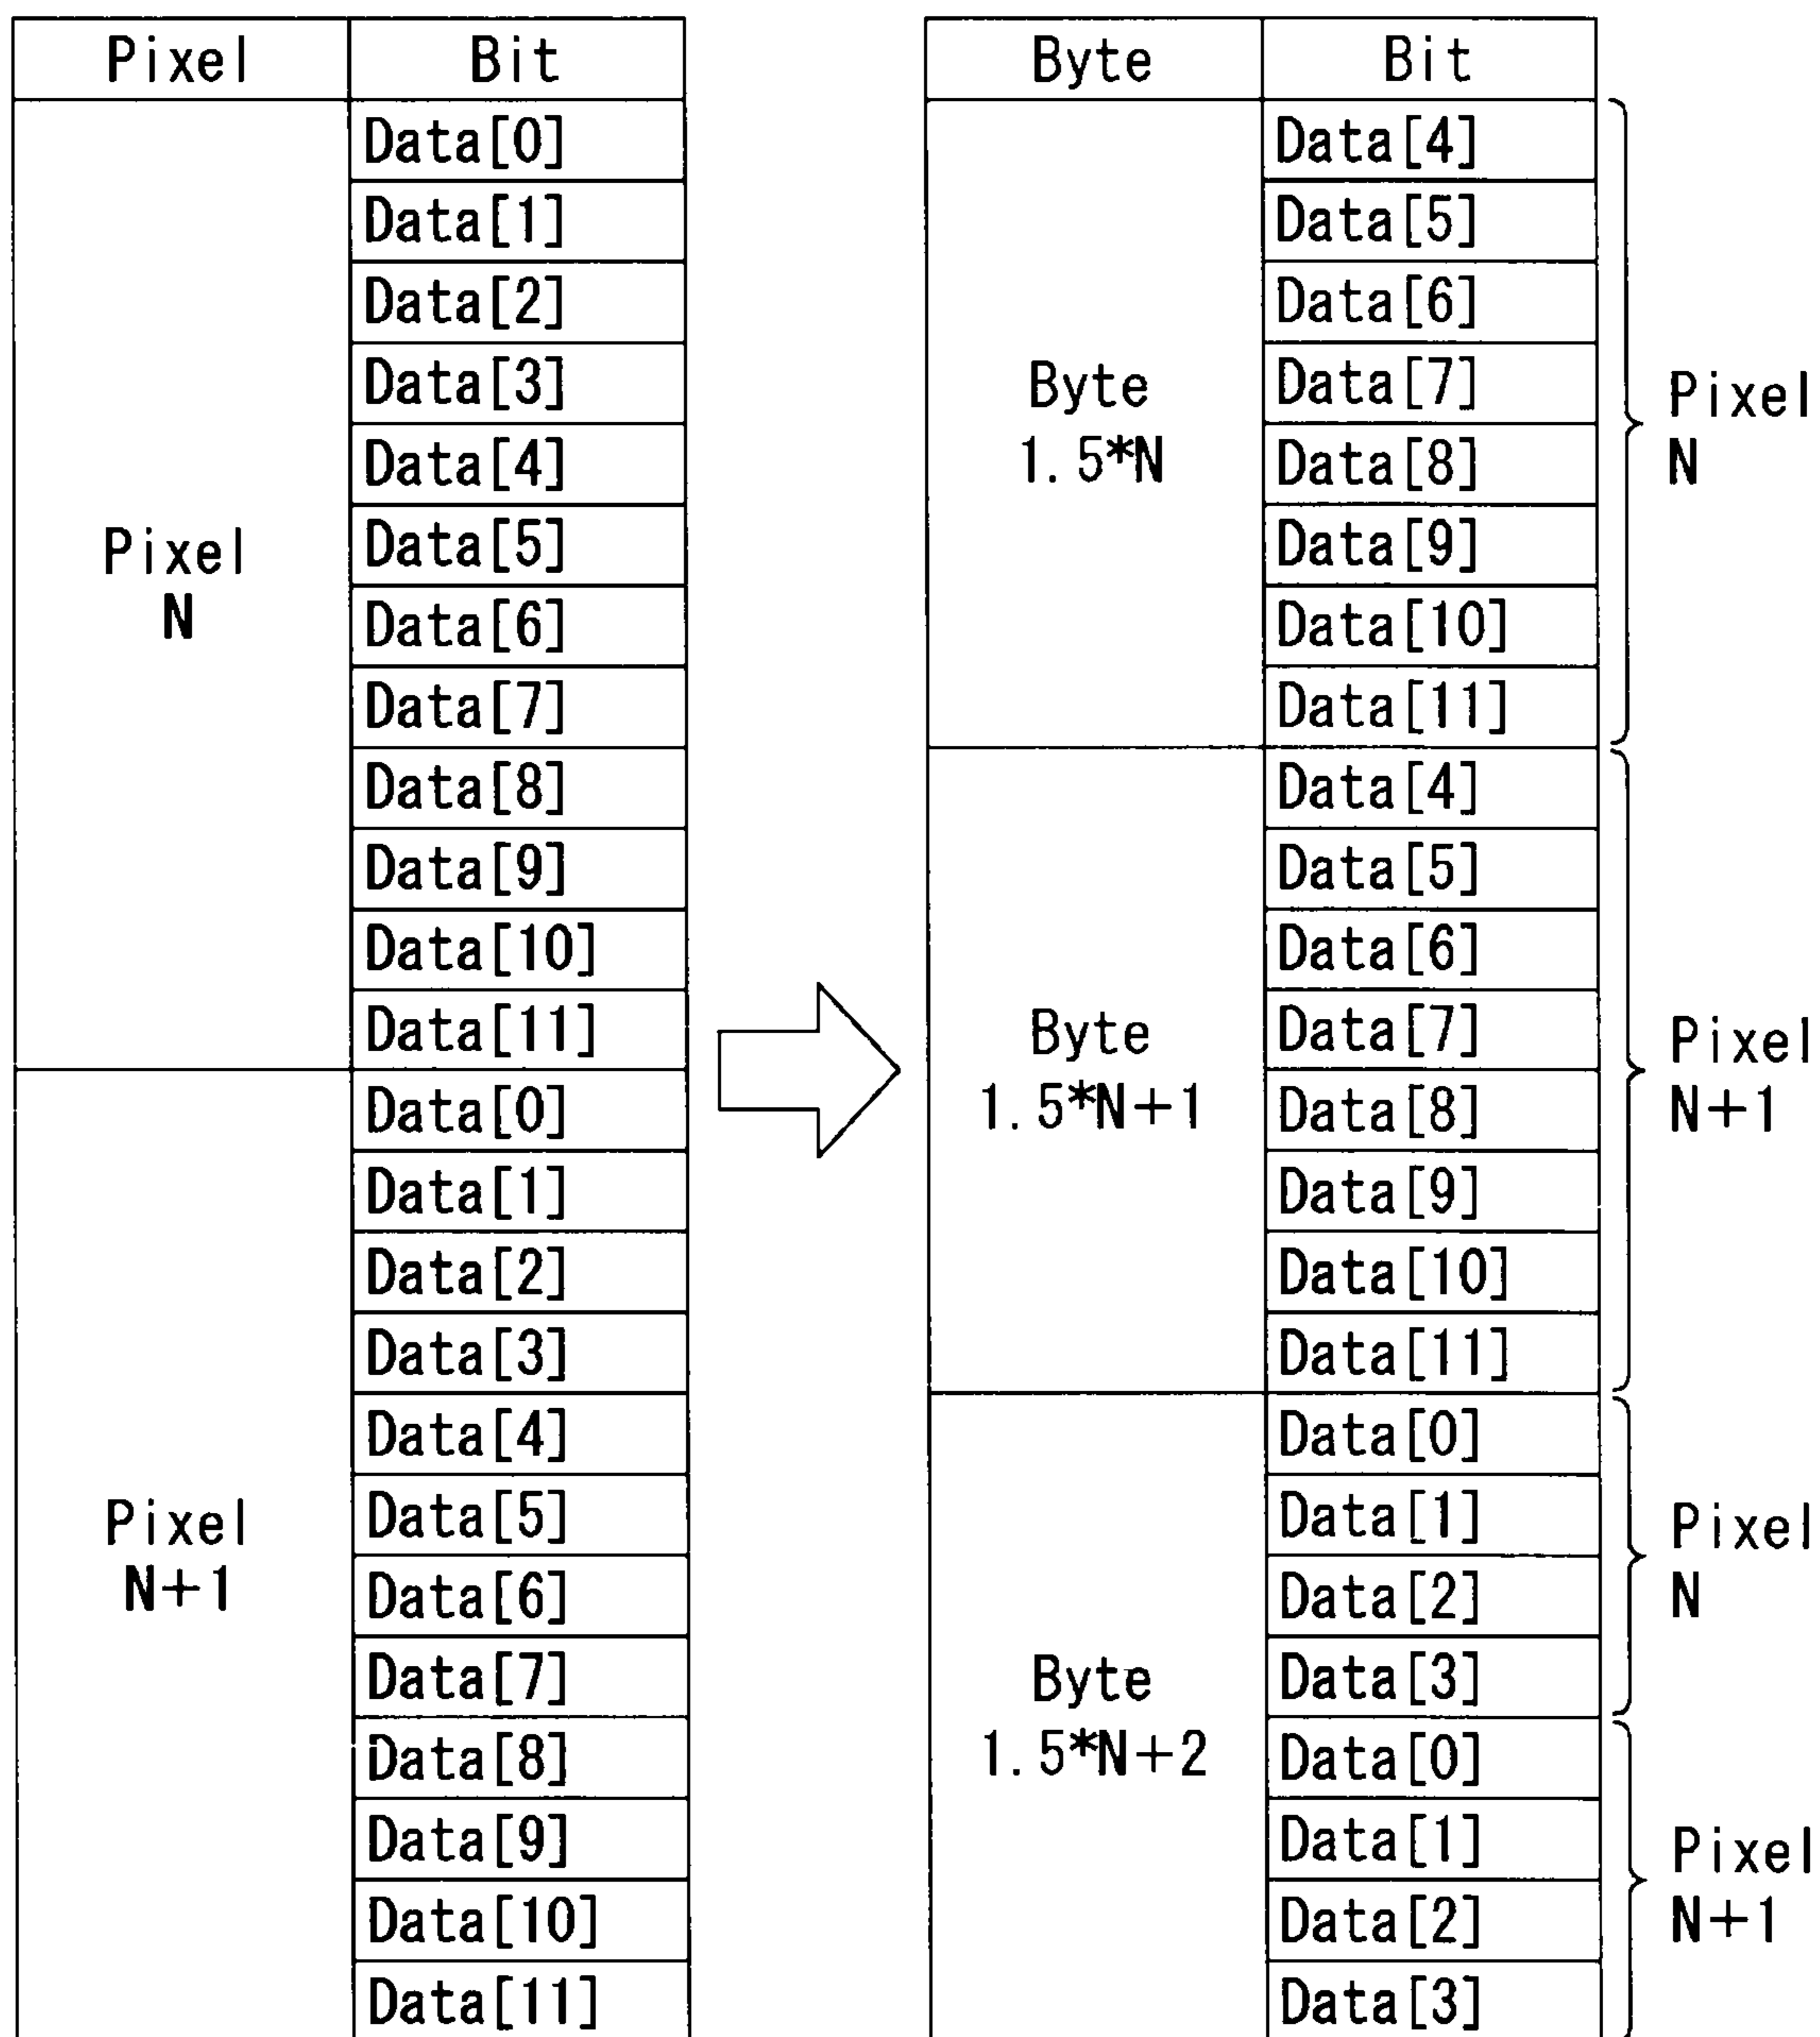 Pixel Bit
Pixel
N
Data[0]
Data[1]
Data[2]
Data[3]
Data[4]
Data[5]
Data[6]
Data[7]
Data[8]
Data[9]
Data[10]
Data[11]
Pixel
N+1
Data[0]
Data[1]
Data[2]
Data[3]
Data[4]
Data[5]
Data[6]
Data[7]
Data[8]
Data[9]
Data[10]
Data[11]
Byte Bit
Byte
1.5*N
Data[4]
Data[5]
Data[6]
Data[7]
Data[8]
Data[9]
Data[10]
Data[11]
Pixel
N
Byte
1.5*N+1
Data[4]
Data[5]
Data[6]
Data[7]
Data[8]
Data[9]
Data[10]
Data[11]
Pixel
N+1
Byte
1.5*N+2
Data[0]
Data[1]
Data[2]
Data[3]
Pixel
N
Data[0]
Data[1]
Data[2]
Data[3]
Pixel
N+1